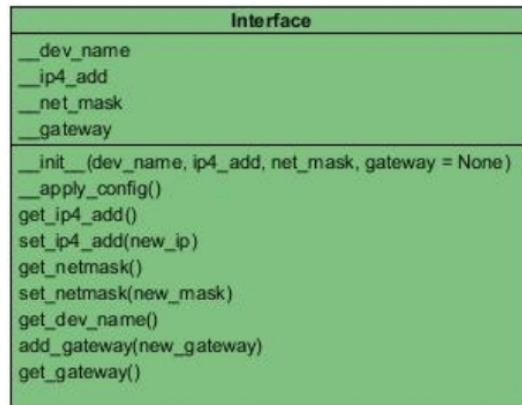 Interface
__dev_name
__ip4_add
__net_mask
__gateway
__init__(dev_name, ip4_add, net_mask, gateway = None)
__apply_config()
get_ip4_add()
set_ip4_add(new_ip)
get_netmask()
set_netmask(new_mask)
get_dev_name()
add_gateway(new_gateway)
get_gateway()